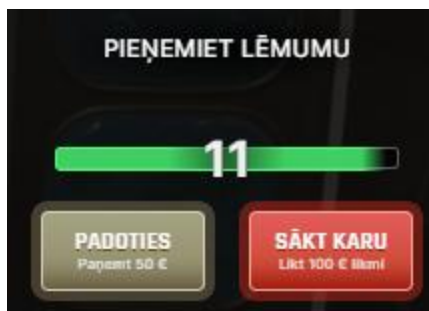 PIEŅEMIET LĒMUMU
11
PADOTIES
Paņemt 50 €
SĀKT KARU
Likt 100 € likmi